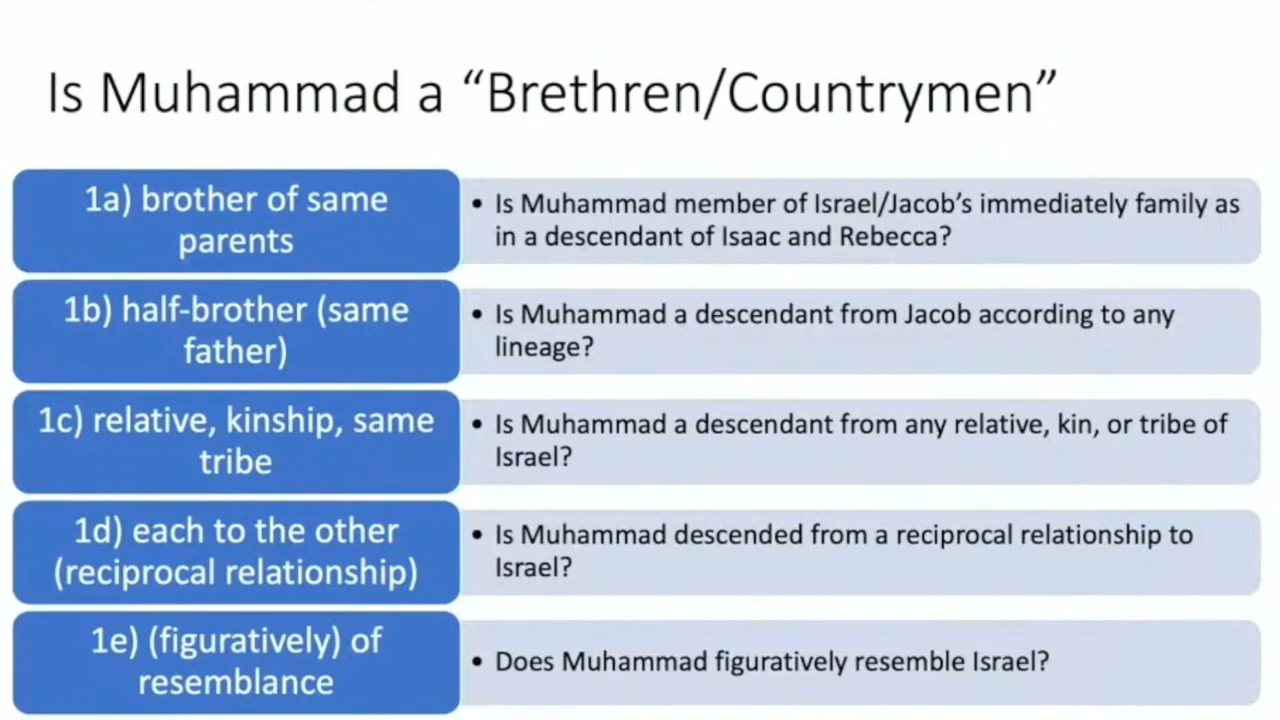 Is Muhammad a “Brethren/Countrymen”
1a) brother of same
parents
• Is Muhammad member of Israel/Jacob’s immediately family as
in a descendant of Isaac and Rebecca?
1b) half-brother (same
father)
• Is Muhammad a descendant from Jacob according to any
lineage?
1c) relative, kinship, same
tribe
• Is Muhammad a descendant from any relative, kin, or tribe of
Israel?
1d) each to the other
(reciprocal relationship)
• Is Muhammad descended from a reciprocal relationship to
Israel?
1e) (figuratively) of
resemblance
• Does Muhammad figuratively resemble Israel?